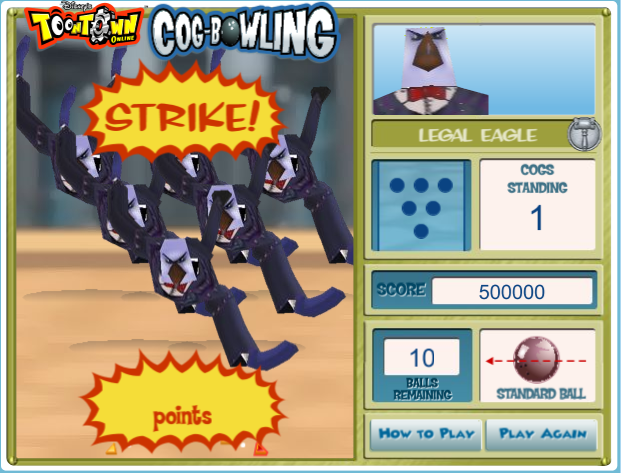 Disney's
TOONTOWN
ONLINE
COG-BOWLING
STRIKE!
LEGAL EAGLE
COGS
STANDING
1
SCORE 500000
10
BALLS
REMAINING
STANDARD BALL
points
HOW TO PLAY
PLAY AGAIN